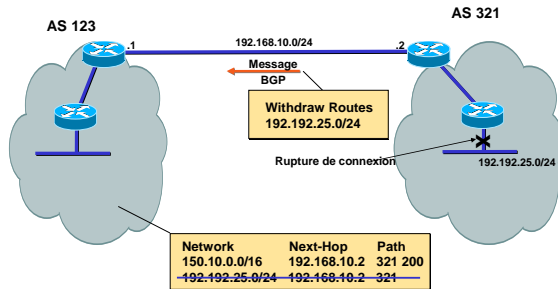 AS 123
AS 321
.1
192.168.10.0/24
.2
Message
BGP
Withdraw Routes
192.192.25.0/24
Rupture de connexion
192.192.25.0/24
Network Next-Hop Path
150.10.0.0/16 192.168.10.2 321 200
192.192.25.0/24 192.168.10.2 321